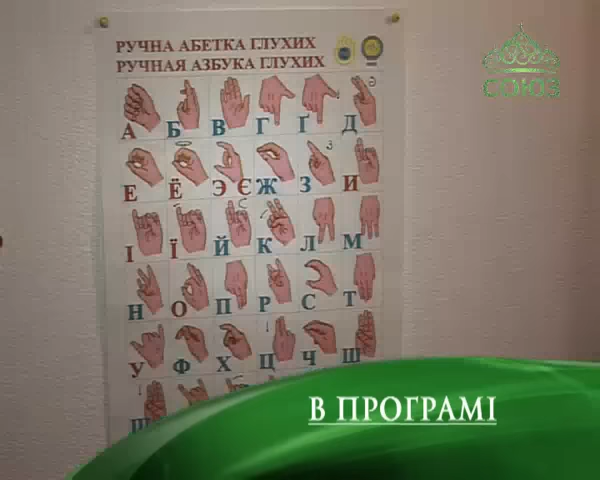 РУЧНА АБЕТКА ГЛУХИХ
РУЧНАЯ АЗБУКА ГЛУХИХ
СОЮЗ
А Б В Г Ґ Д
Е Ё Э Є Ж З И
І Ї Й К Л М
Н О П Р С Т
У Ф Х Ц Ч Ш
В ПРОГРАМІ